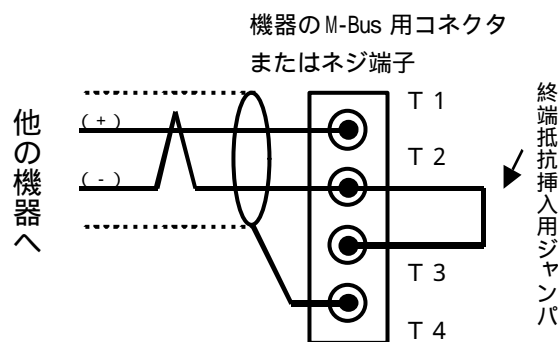 機器のM-Bus 用コネクタ
またはネジ端子
他の機器へ
(+)
(-)
T 1
T 2
T 3
T 4
終端抵抗挿入用ジャンパ